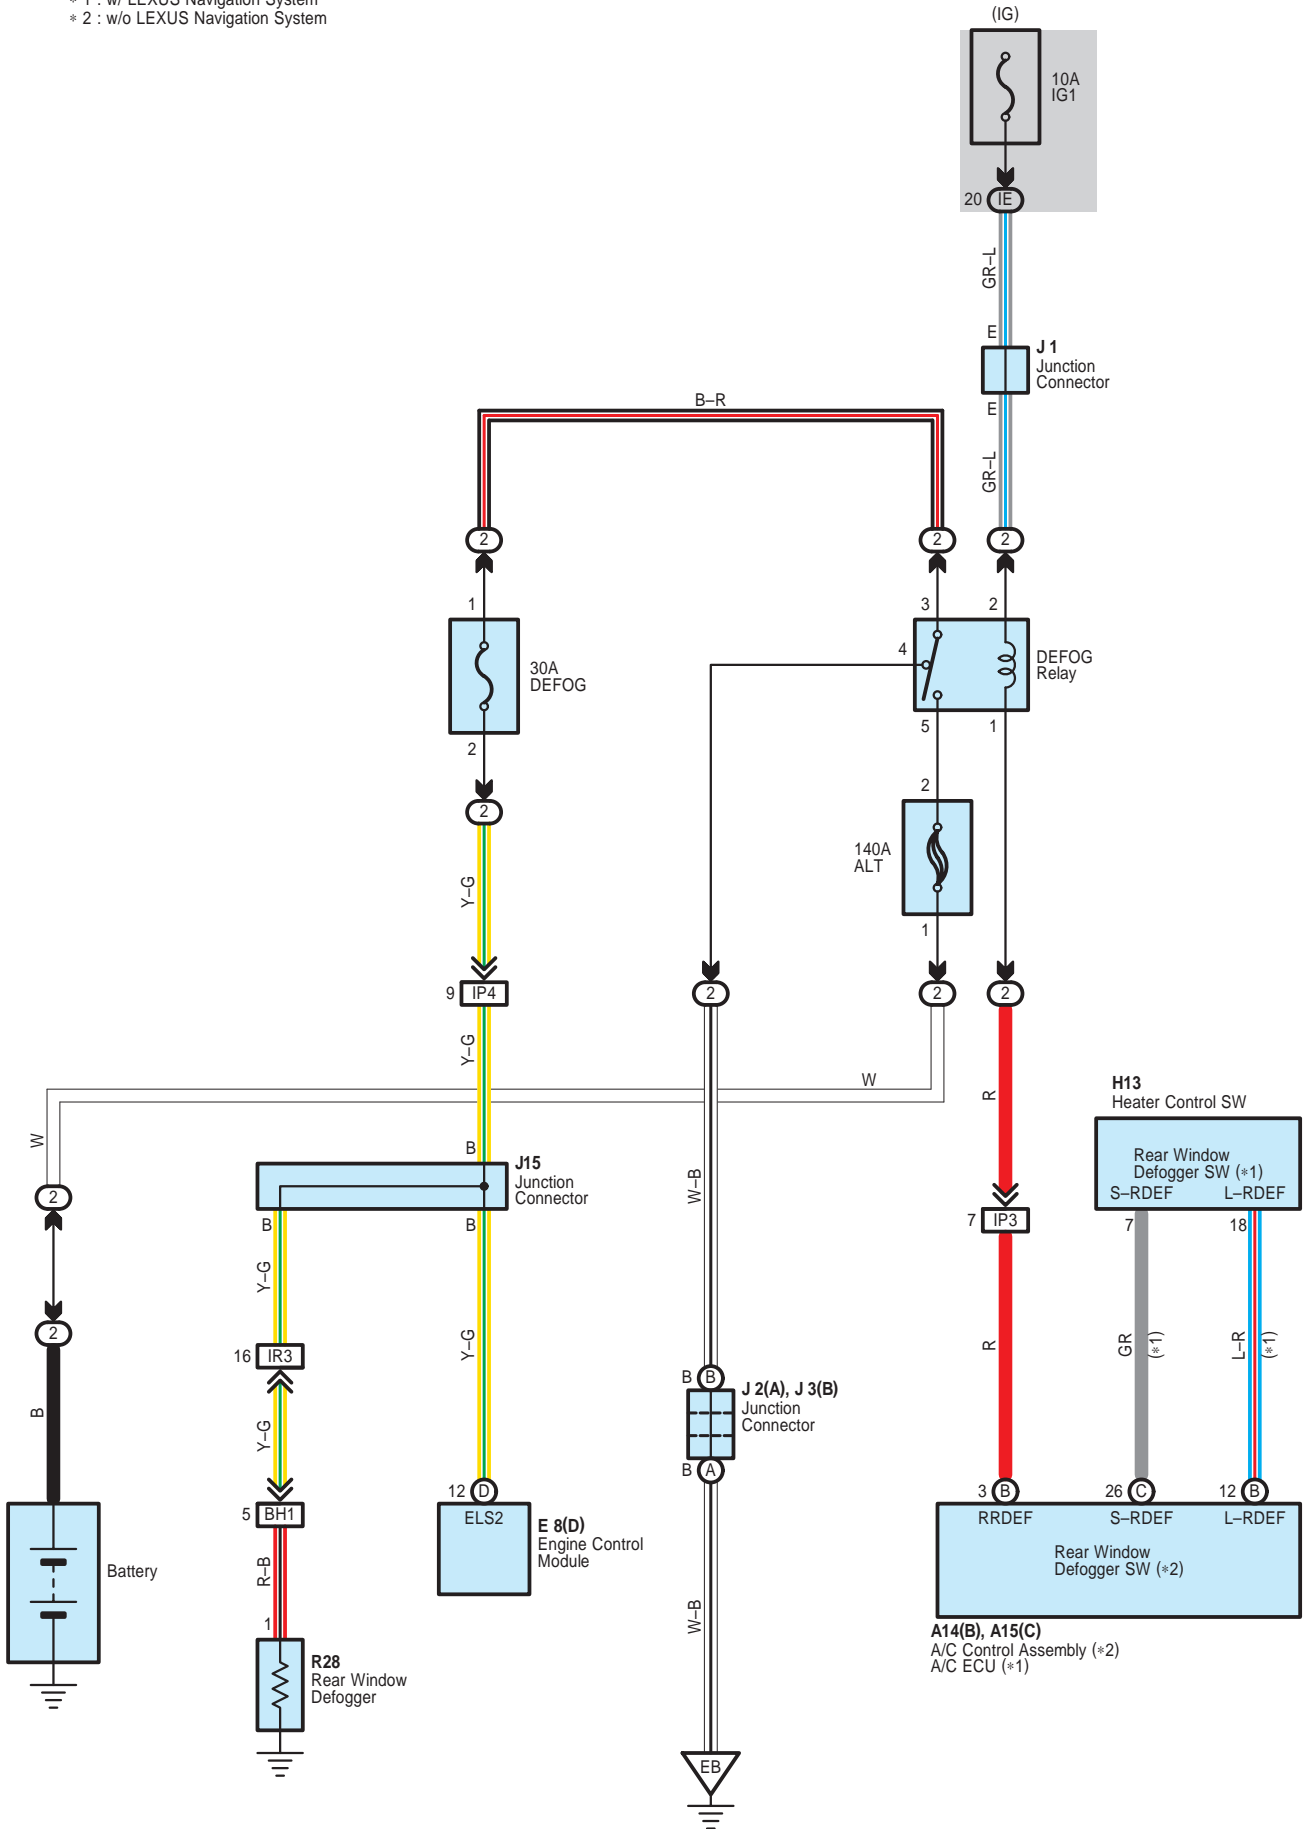 * 1 : w/ LEXUS Navigation System
* 2 : w/o LEXUS Navigation System
(IG)
10A
IG1
20
IE
GR–L
E
J 1
Junction
Connector
E
GR–L
B–R
2
2
2
1
30A
DEFOG
2
2
3
2
4
DEFOG
Relay
5
1
2
140A
ALT
1
Y–G
9
IP4
2
2
2
Y–G
W
W
R
H13
Heater Control SW
Rear Window
Defogger SW (*1)
S–RDEF
L–RDEF
7
18
B
J15
Junction
Connector
B
B
2
2
W–B
7
IP3
Y–G
16
IR3
Y–G
Y–G
R
GR
(*1)
L–R
(*1)
B
B
B
J 2(A), J 3(B)
Junction
Connector
B
A
5
BH1
12
D
ELS2
E 8(D)
Engine Control
Module
3
B
26
C
12
B
RRDEF
S–RDEF
L–RDEF
Rear Window
Defogger SW (*2)
A14(B), A15(C)
A/C Control Assembly (*2)
A/C ECU (*1)
Battery
R–B
1
R28
Rear Window
Defogger
W–B
EB